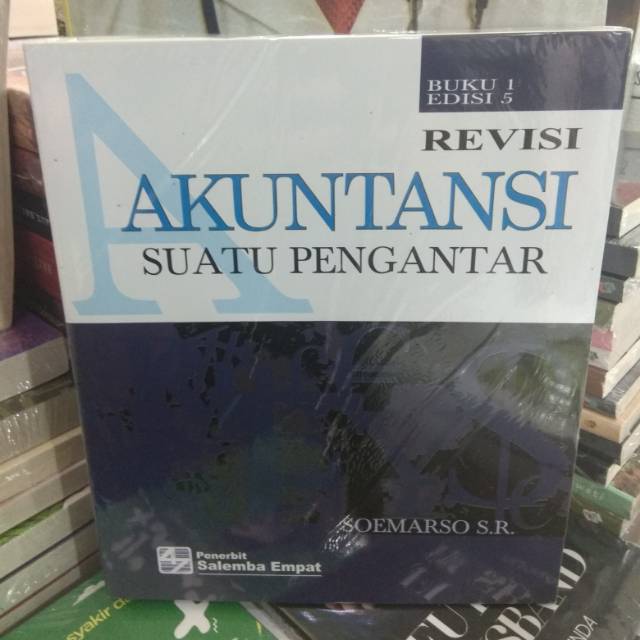 BUKU 1
EDISI 5
REVISI
AKUNTANSI
SUATU PENGANTAR
SOEMARSO S.R.
Penerbit
Salemba Empat